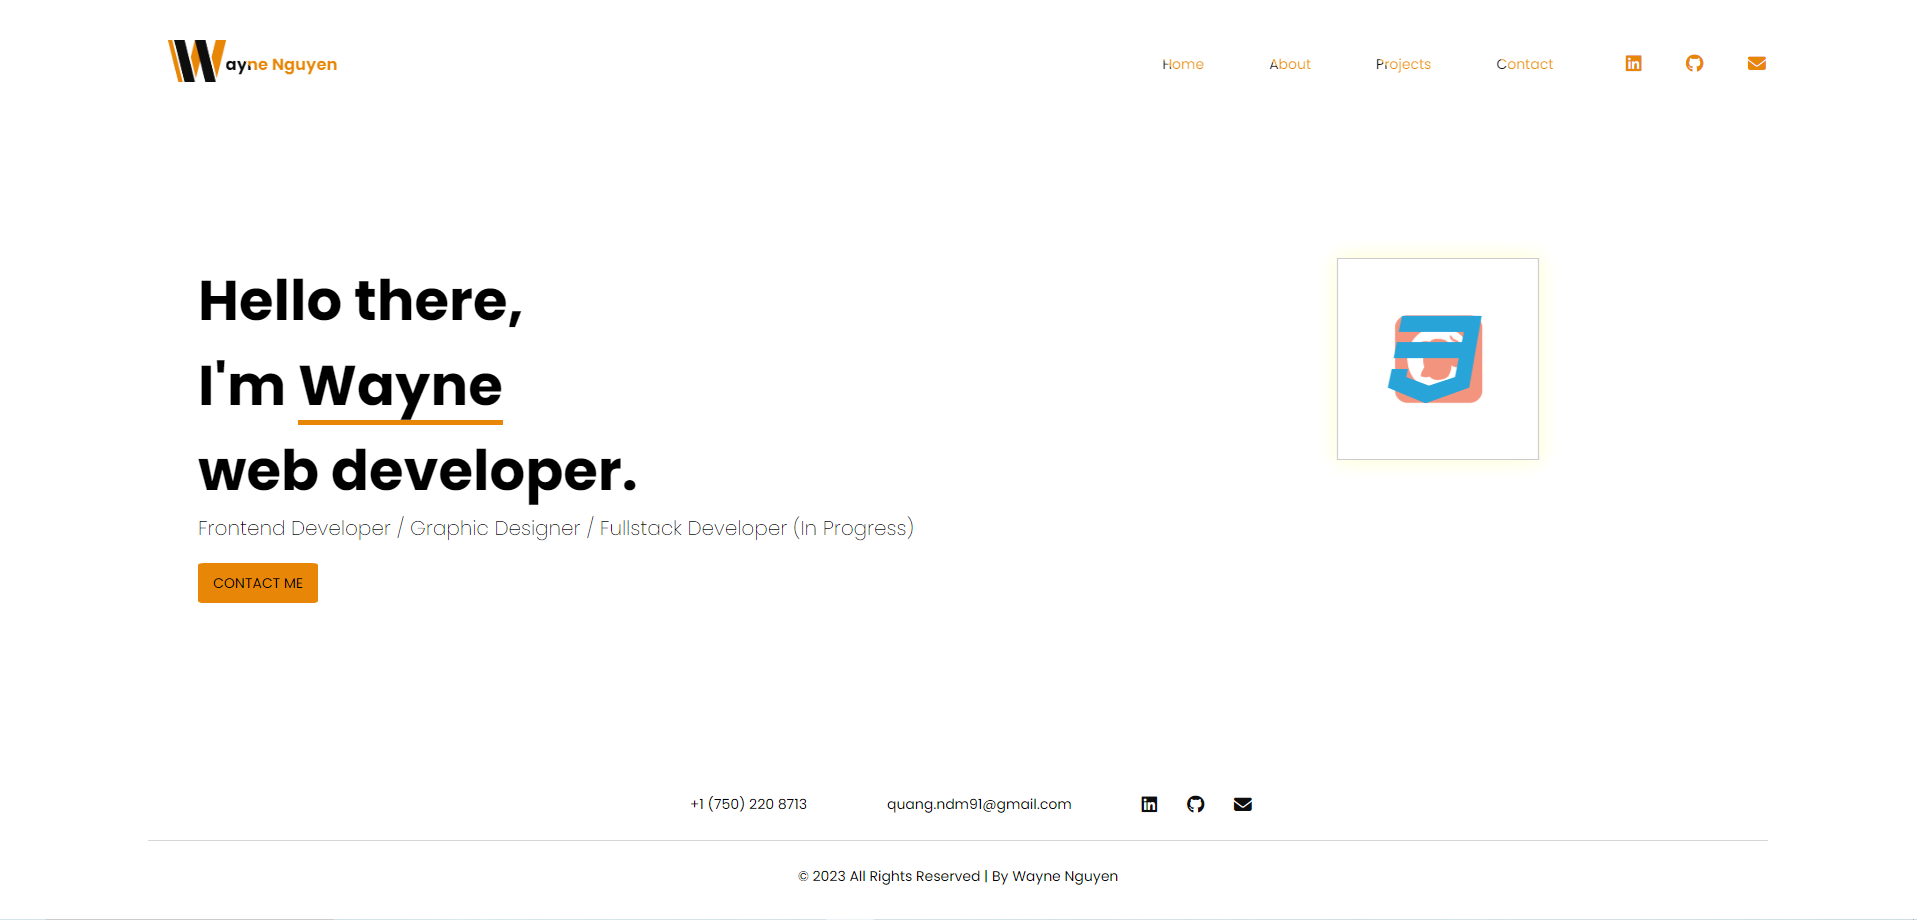 Wayne Nguyen
Home About Projects Contact
Hello there,
I'm Wayne
web developer.
Frontend Developer / Graphic Designer / Fullstack Developer (In Progress)
CONTACT ME
+1 (750) 220 8713 quang.ndm91@gmail.com
© 2023 All Rights Reserved | By Wayne Nguyen